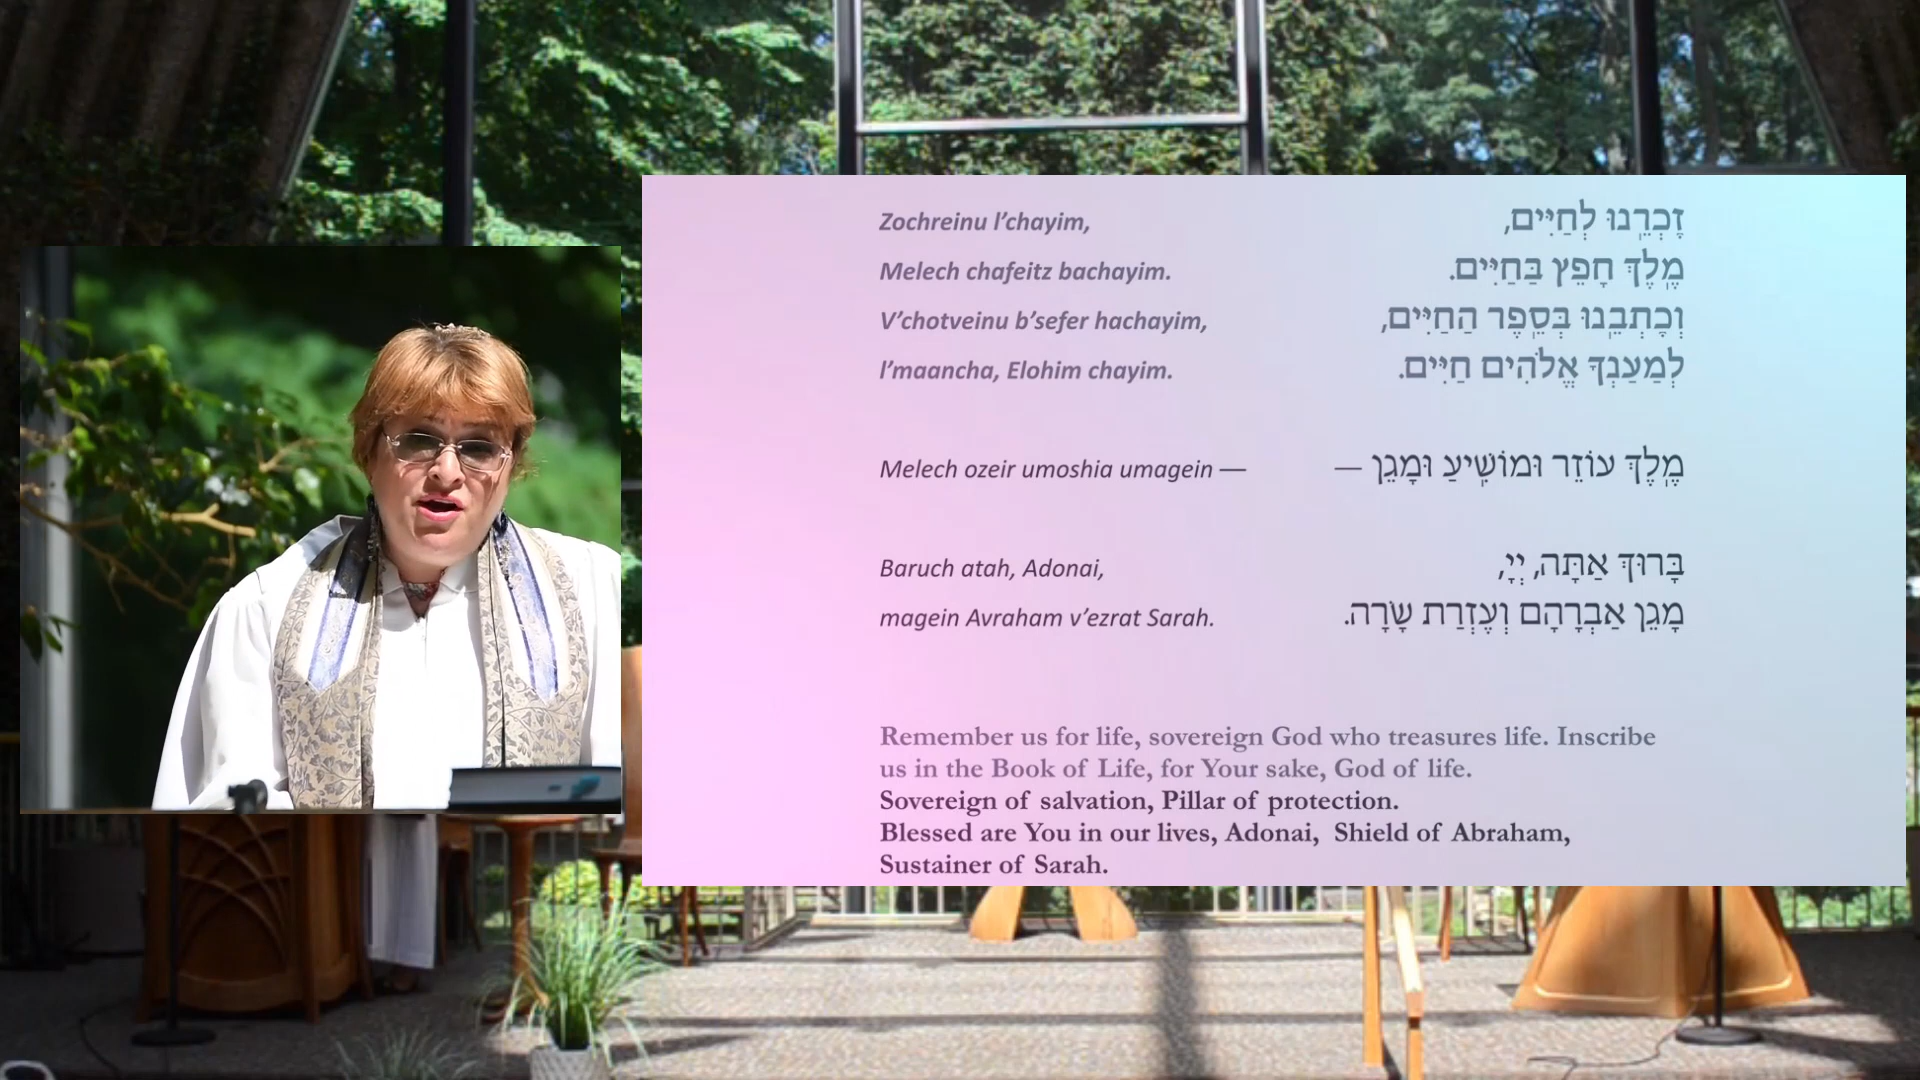 Zochreinu l’chayim,
זָכְרֵֽנוּ לְחַיִּים,
Melech chafeitz bachayim.
מֶֽלֶךְ חָפֵץ בַּחַיִּים.
V’chotveinu b’sefer hachayim,
וְכׇתְבֵֽנוּ בְּסֵֽפֶר הַחַיִּים,
l’maancha, Elohim chayim.
לְמַעַנְךָ אֱלֹהִים חַיִּים.
Melech ozeir umoshia umagein —
מֶֽלֶךְ עוֹזֵר וּמוֹשִֽׁיעַ וּמָגֵן —
Baruch atah, Adonai,
בָּרוּךְ אַתָּה, יְיָ,
magein Avraham v’ezrat Sarah.
מָגֵן אַבְרָהָם וְעֶזְרַת שָׂרָה.
Remember us for life, sovereign God who treasures life. Inscribe
us in the Book of Life, for Your sake, God of life.
Sovereign of salvation, Pillar of protection.
Blessed are You in our lives, Adonai, Shield of Abraham,
Sustainer of Sarah.